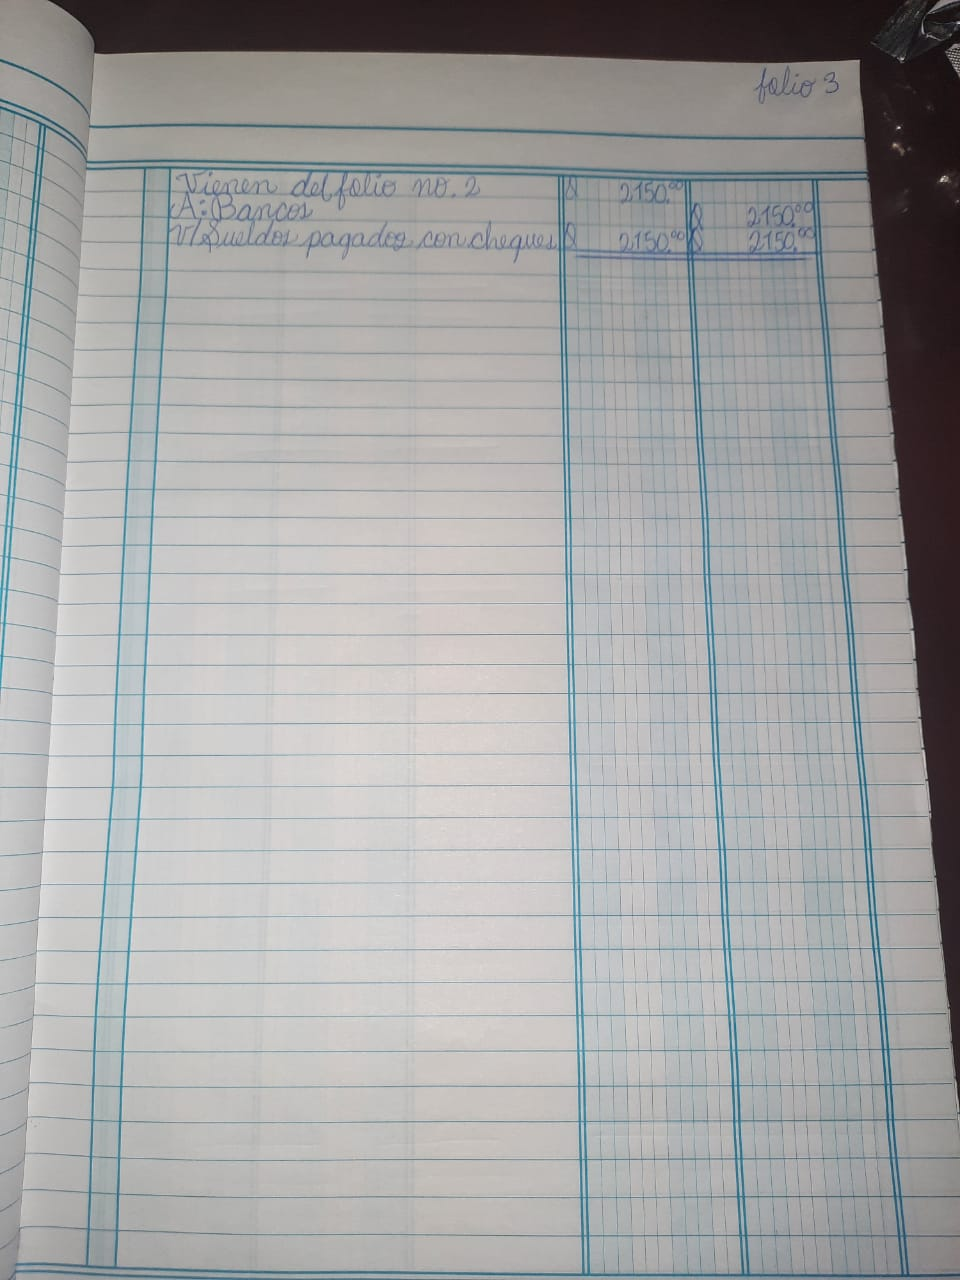 folio 3
Vienen del folio no. 2 Q 2150.00
A: Bancos Q 2150.00
V/ Sueldos pagados con cheques Q 2150.00 Q 2150.00